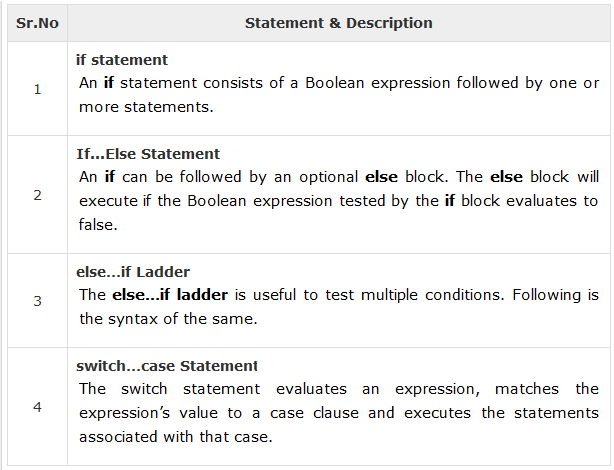 Sr.No Statement & Description
1
if statement
An if statement consists of a Boolean expression followed by one or
more statements.
2
If...Else Statement
An if can be followed by an optional else block. The else block will
execute if the Boolean expression tested by the if block evaluates to
false.
3
else...if Ladder
The else...if ladder is useful to test multiple conditions. Following is
the syntax of the same.
4
switch...case Statement
The switch statement evaluates an expression, matches the
expression’s value to a case clause and executes the statements
associated with that case.